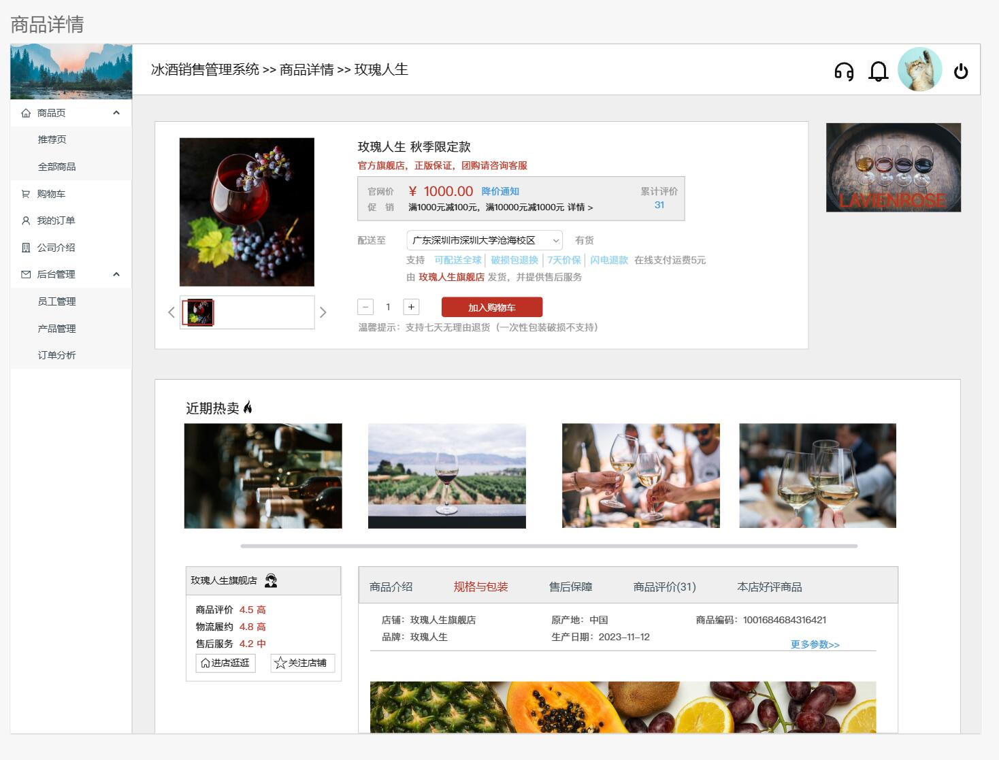 商品详情
冰酒销售管理系统 >> 商品详情 >> 玫瑰人生
商品页
推荐页
全部商品
购物车
我的订单
公司介绍
后台管理
员工管理
产品管理
订单分析
玫瑰人生 秋季限定款
官方旗舰店，正版保证，团购请咨询客服
官网价 ¥ 1000.00 降价通知 累计评价
促 销 满1000元减100元，满10000元减1000元 详情 > 31
配送至 广东深圳市深圳大学沧海校区 有货
支持 可配送全球 破损包退换 7天价保 闪电退款 在线支付运费5元
由 玫瑰人生旗舰店 发货，并提供售后服务
− 1 + 加入购物车
温馨提示：支持七天无理由退货（一次性包装破损不支持）
LAVIENROSE
近期热卖
玫瑰人生旗舰店
商品评价 4.5 高
物流履约 4.8 高
售后服务 4.2 中
进店逛逛 关注店铺
商品介绍 规格与包装 售后保障 商品评价(31) 本店好评商品
店铺：玫瑰人生旗舰店 原产地：中国 商品编码：1001684684316421
品牌：玫瑰人生 生产日期：2023-11-12
更多参数>>